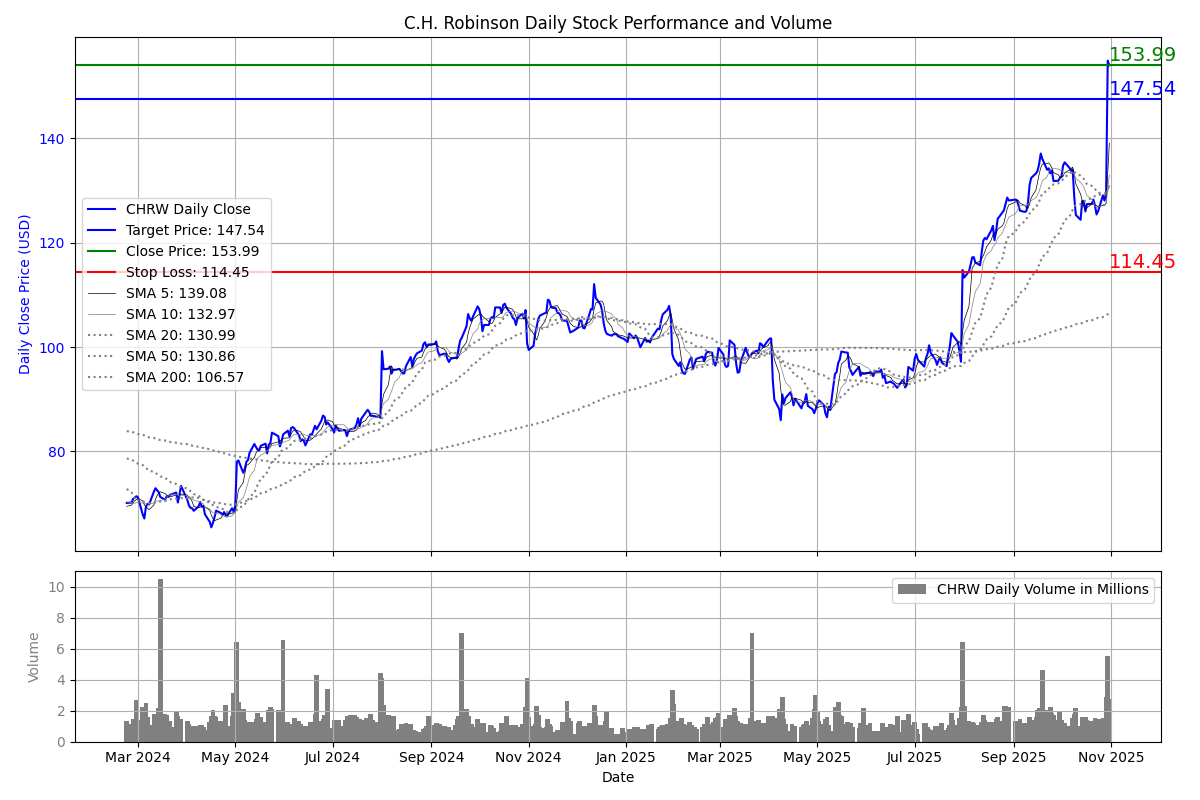 C.H. Robinson Daily Stock Performance and Volume
153.99
147.54
114.45
Daily Close Price (USD)
140
120
100
80
CHRW Daily Close
Target Price: 147.54
Close Price: 153.99
Stop Loss: 114.45
SMA 5: 139.08
SMA 10: 132.97
SMA 20: 130.99
SMA 50: 130.86
SMA 200: 106.57
Volume
10
8
6
4
2
0
CHRW Daily Volume in Millions
Mar 2024 May 2024 Jul 2024 Sep 2024 Nov 2024 Jan 2025 Mar 2025 May 2025 Jul 2025 Sep 2025 Nov 2025
Date